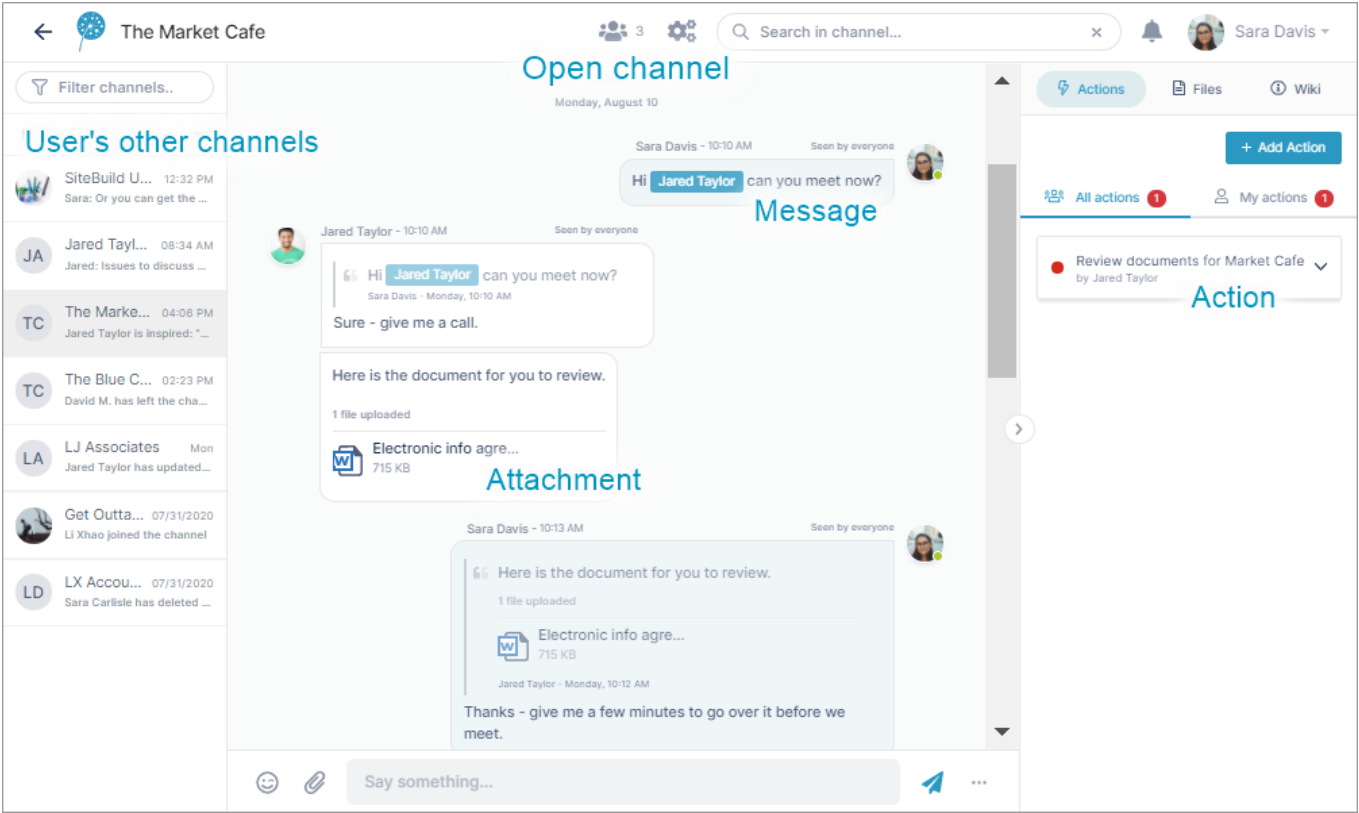 The Market Cafe
3
Search in channel...
Sara Davis
Filter channels..
User's other channels
SiteBuild U... 12:32 PM
Sara: Or you can get the ...
JA
Jared Tayl... 08:34 AM
Jared: Issues to discuss ...
TC
The Marke... 04:06 PM
Jared Taylor is inspired: "...
TC
The Blue C... 02:23 PM
David M. has left the cha...
LA
LJ Associates Mon
Jared Taylor has updated...
Get Outta... 07/31/2020
Li Xhao joined the channel
LD
LX Accou... 07/31/2020
Sara Carlisle has deleted ...
Open channel
Monday, August 10
Sara Davis - 10:10 AM Seen by everyone
Hi Jared Taylor can you meet now?
Message
Jared Taylor - 10:10 AM Seen by everyone
Hi Jared Taylor can you meet now?
Sara Davis - Monday, 10:10 AM
Sure - give me a call.
Here is the document for you to review.
1 file uploaded
W
Electronic info agre...
715 KB
Attachment
Sara Davis - 10:13 AM Seen by everyone
Here is the document for you to review.
1 file uploaded
W
Electronic info agre...
715 KB
Jared Taylor - Monday, 10:12 AM
Thanks - give me a few minutes to go over it before we
meet.
Say something...
Actions Files Wiki
+ Add Action
All actions 1 My actions 1
Review documents for Market Cafe
by Jared Taylor
Action